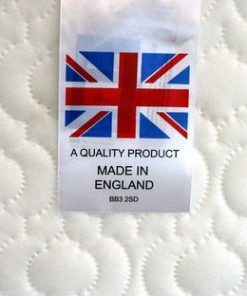 A QUALITY PRODUCT
MADE IN
ENGLAND
BB3 2SD